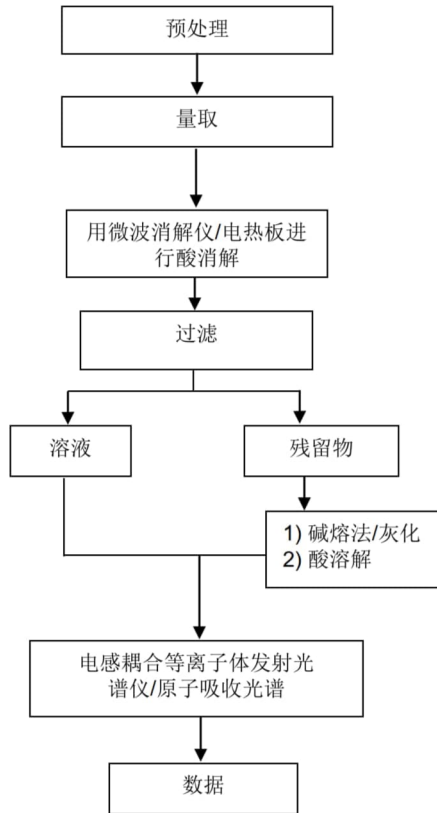 预处理
量取
用微波消解仪/电热板进
行酸消解
过滤
溶液
残留物
1) 碱熔法/灰化
2) 酸溶解
电感耦合等离子体发射光
谱仪/原子吸收光谱
数据